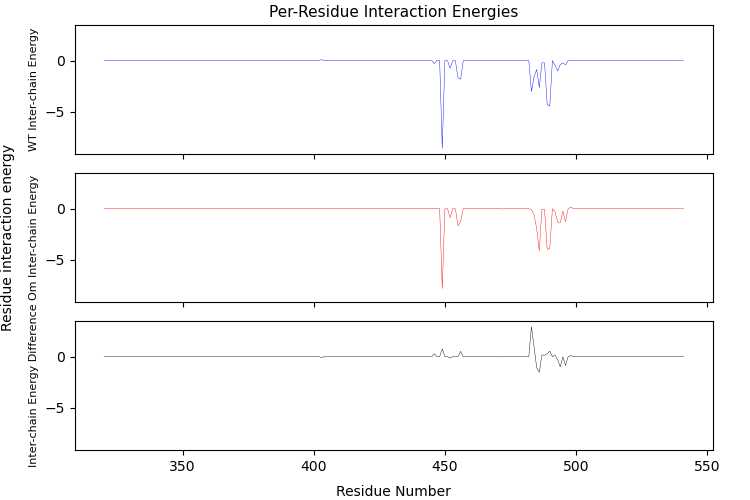 Per-Residue Interaction Energies
Residue interaction energy
WT Inter-chain Energy
0
−5
Om Inter-chain Energy
0
−5
Inter-chain Energy Difference
0
−5
350
400
450
500
550
Residue Number